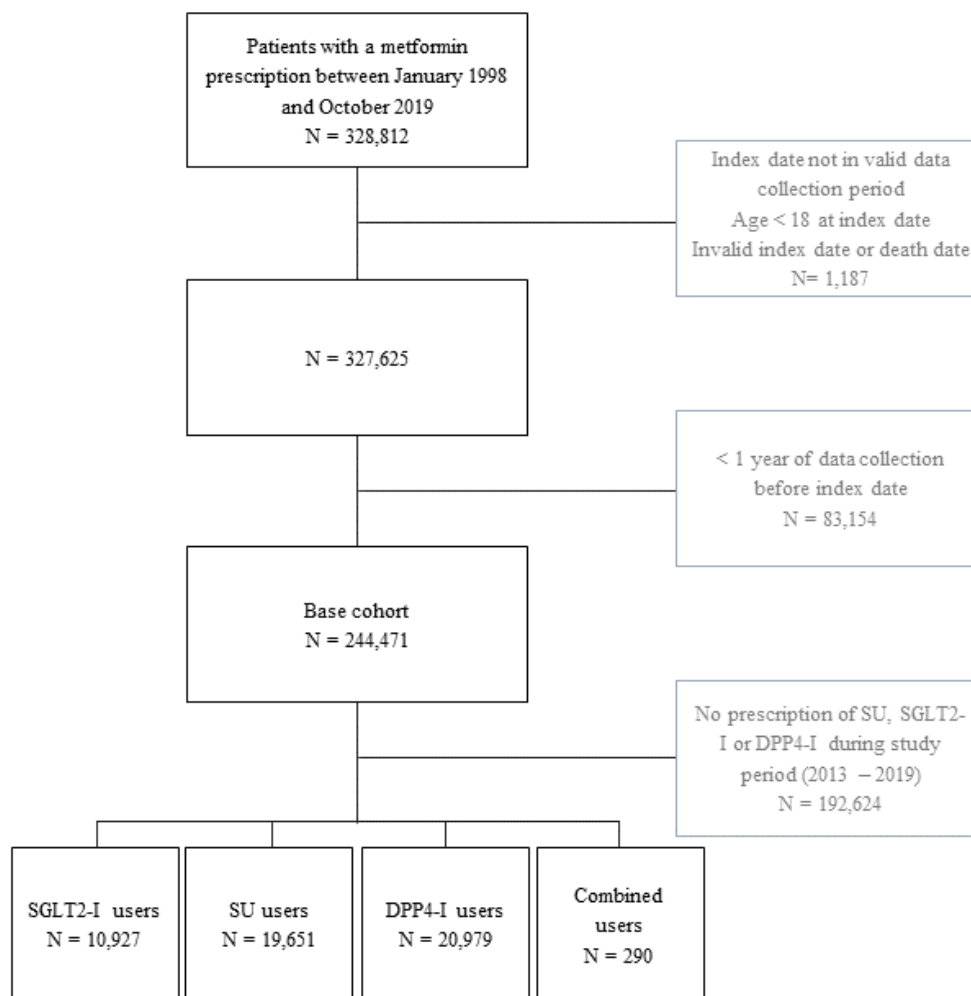 Patients with a metformin
prescription between January 1998
and October 2019
N = 328,812
Index date not in valid data
collection period
Age < 18 at index date
Invalid index date or death date
N= 1,187
N = 327,625
< 1 year of data collection
before index date
N = 83,154
Base cohort
N = 244,471
No prescription of SU, SGLT2-
I or DPP4-I during study
period (2013 – 2019)
N = 192,624
SGLT2-I users
N = 10,927
SU users
N = 19,651
DPP4-I users
N = 20,979
Combined
users
N = 290